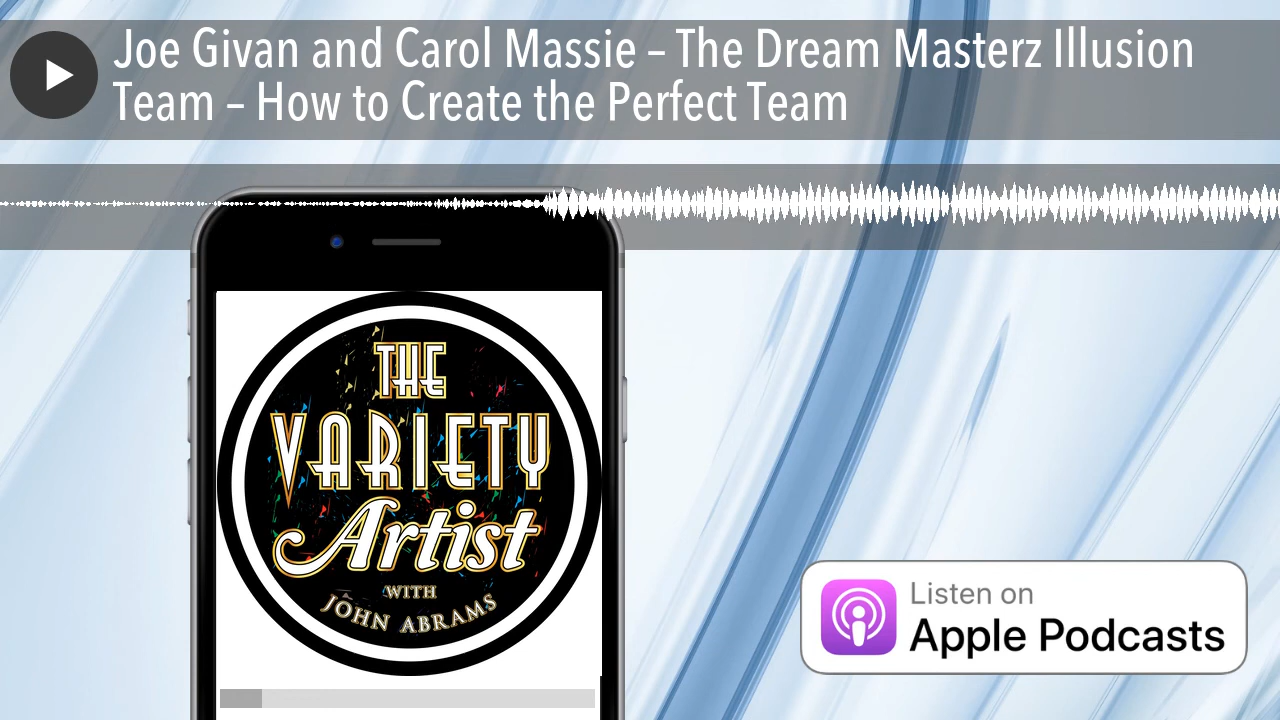 Joe Givan and Carol Massie – The Dream Masterz Illusion
Team – How to Create the Perfect Team
THE
VARIETY
Artist
WITH
JOHN ABRAMS
Listen on
Apple Podcasts